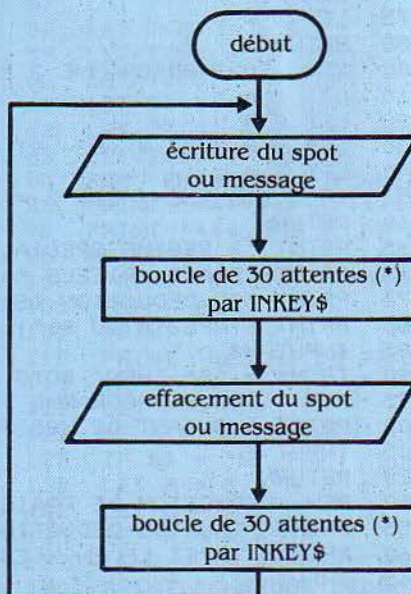 début
écriture du spot
ou message
boucle de 30 attentes (*)
par INKEY$
effacement du spot
ou message
boucle de 30 attentes (*)
par INKEY$